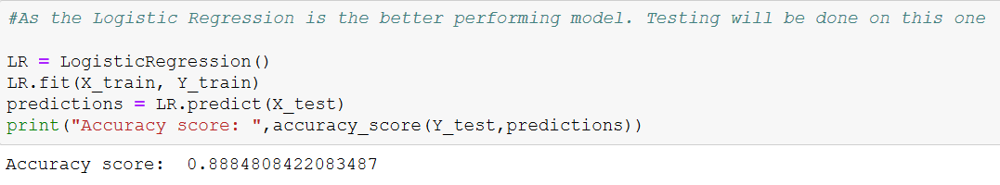 #As the Logistic Regression is the better performing model. Testing will be done on this one
LR = LogisticRegression()
LR.fit(X_train, Y_train)
predictions = LR.predict(X_test)
print("Accuracy score: ",accuracy_score(Y_test,predictions))
Accuracy score:  0.8884808422083487